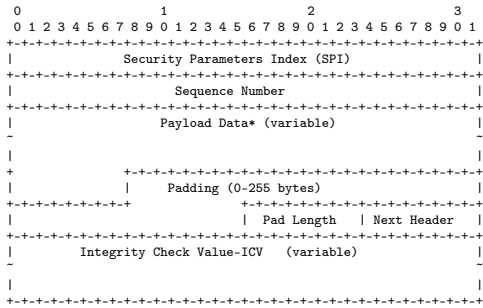 0                   1                   2                   3
 0 1 2 3 4 5 6 7 8 9 0 1 2 3 4 5 6 7 8 9 0 1 2 3 4 5 6 7 8 9 0 1
+-+-+-+-+-+-+-+-+-+-+-+-+-+-+-+-+-+-+-+-+-+-+-+-+-+-+-+-+-+-+-+-+
|               Security Parameters Index (SPI)                 |
+-+-+-+-+-+-+-+-+-+-+-+-+-+-+-+-+-+-+-+-+-+-+-+-+-+-+-+-+-+-+-+-+
|                      Sequence Number                          |
+-+-+-+-+-+-+-+-+-+-+-+-+-+-+-+-+-+-+-+-+-+-+-+-+-+-+-+-+-+-+-+-+
|                    Payload Data* (variable)                   |
~                                                               ~
|                                                               |
+               +-+-+-+-+-+-+-+-+-+-+-+-+-+-+-+-+-+-+-+-+-+-+-+-+
|               |     Padding (0-255 bytes)                     |
+-+-+-+-+-+-+-+-+               +-+-+-+-+-+-+-+-+-+-+-+-+-+-+-+-+
|                               |  Pad Length   | Next Header   |
+-+-+-+-+-+-+-+-+-+-+-+-+-+-+-+-+-+-+-+-+-+-+-+-+-+-+-+-+-+-+-+-+
|         Integrity Check Value-ICV   (variable)                |
~                                                               ~
|                                                               |
+-+-+-+-+-+-+-+-+-+-+-+-+-+-+-+-+-+-+-+-+-+-+-+-+-+-+-+-+-+-+-+-+